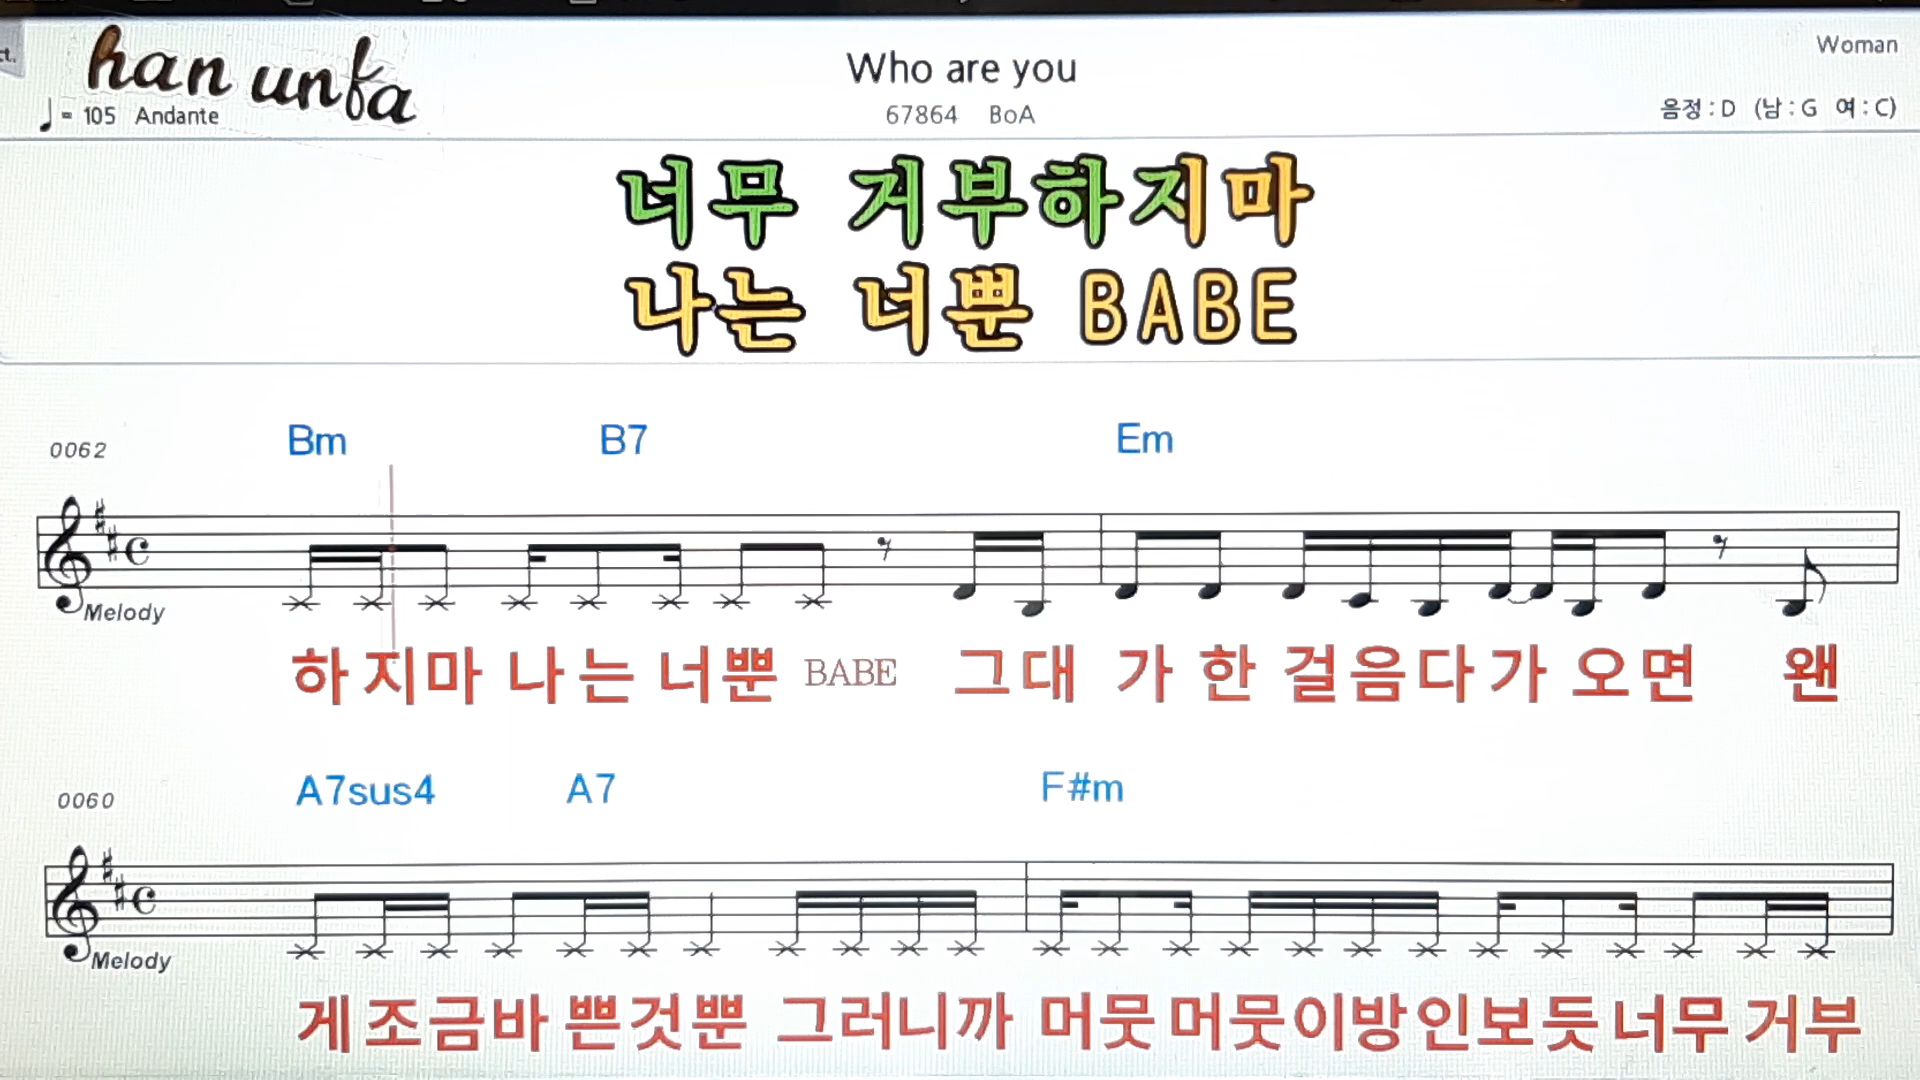 ct.
han unfa
Who are you
Woman
♩= 105 Andante
67864 BoA
음정 : D (남 : G 여 : C)
너무 거부하지마
나는 너뿐 BABE
0062 Bm B7 Em
Melody
하 지 마 나 는 너 뿐 BABE 그 대 가 한 걸 음 다 가 오 면 왠
0060 A7sus4 A7 F#m
Melody
게 조 금 바 쁜 것 뿐 그 러 니 까 머 뭇 머 뭇 이 방 인 보 듯 너 무 거 부